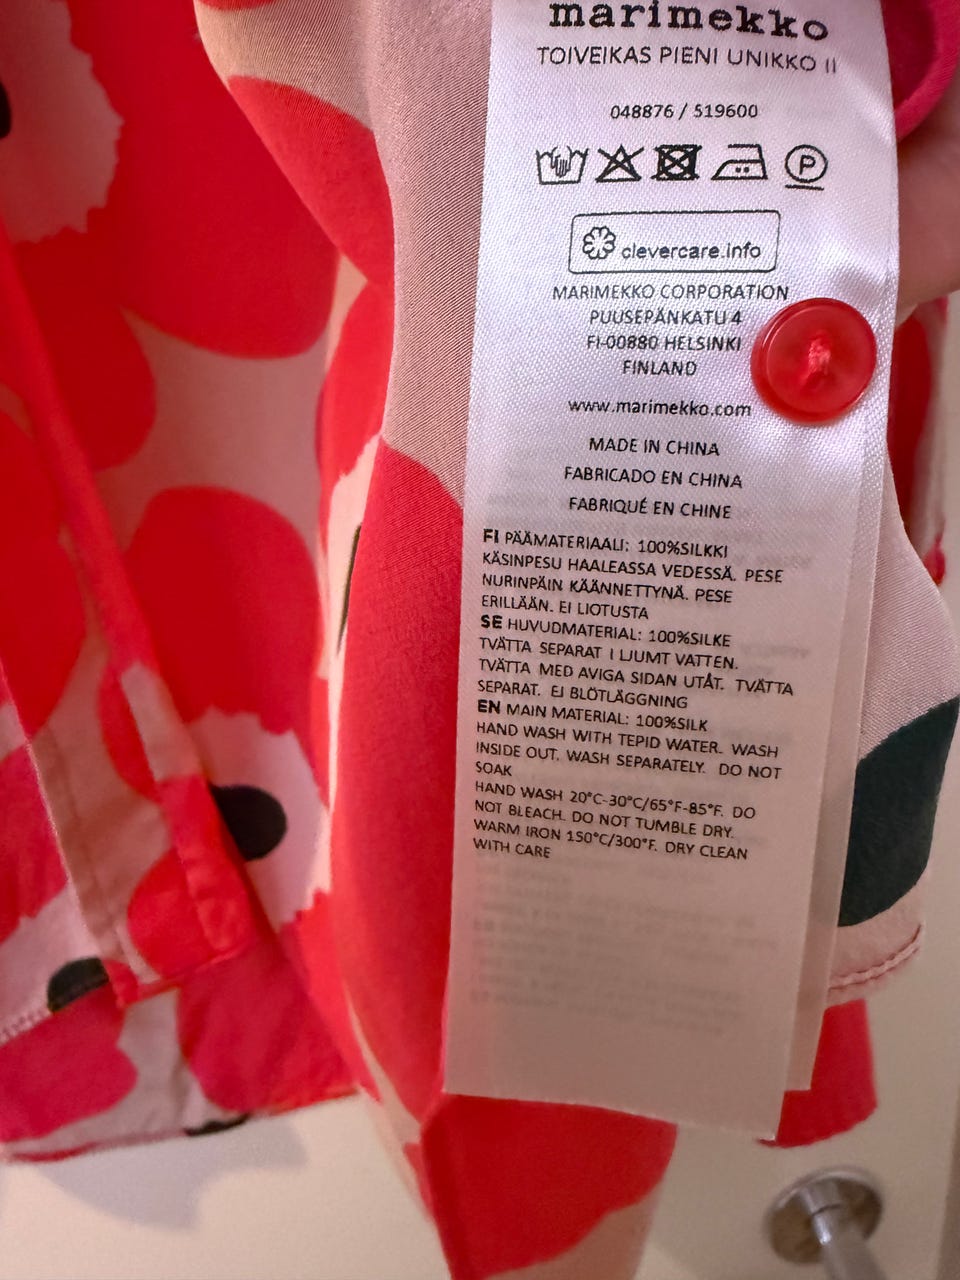 marimekko
TOIVEIKAS PIENI UNIKKO II
048876 / 519600
P
clevercare.info
MARIMEKKO CORPORATION
PUUSEPÄNKATU 4
FI-00880 HELSINKI
FINLAND
www.marimekko.com
MADE IN CHINA
FABRICADO EN CHINA
FABRIQUÉ EN CHINE
FI PÄÄMATERIAALI: 100%SILKKI
KÄSINPESU HAALEASSA VEDESSÄ. PESE
NURINPÄIN KÄÄNNETTYNÄ. PESE
ERILLÄÄN. EI LIOTUSTA
SE HUVUDMATERIAL: 100%SILKE
TVÄTTA SEPARAT I LJUMT VATTEN.
TVÄTTA MED AVIGA SIDAN UTÅT. TVÄTTA
SEPARAT. EJ BLÖTLÄGGNING
EN MAIN MATERIAL: 100%SILK
HAND WASH WITH TEPID WATER. WASH
INSIDE OUT. WASH SEPARATELY. DO NOT
SOAK
HAND WASH 20°C-30°C/65°F-85°F. DO
NOT BLEACH. DO NOT TUMBLE DRY.
WARM IRON 150°C/300°F. DRY CLEAN
WITH CARE